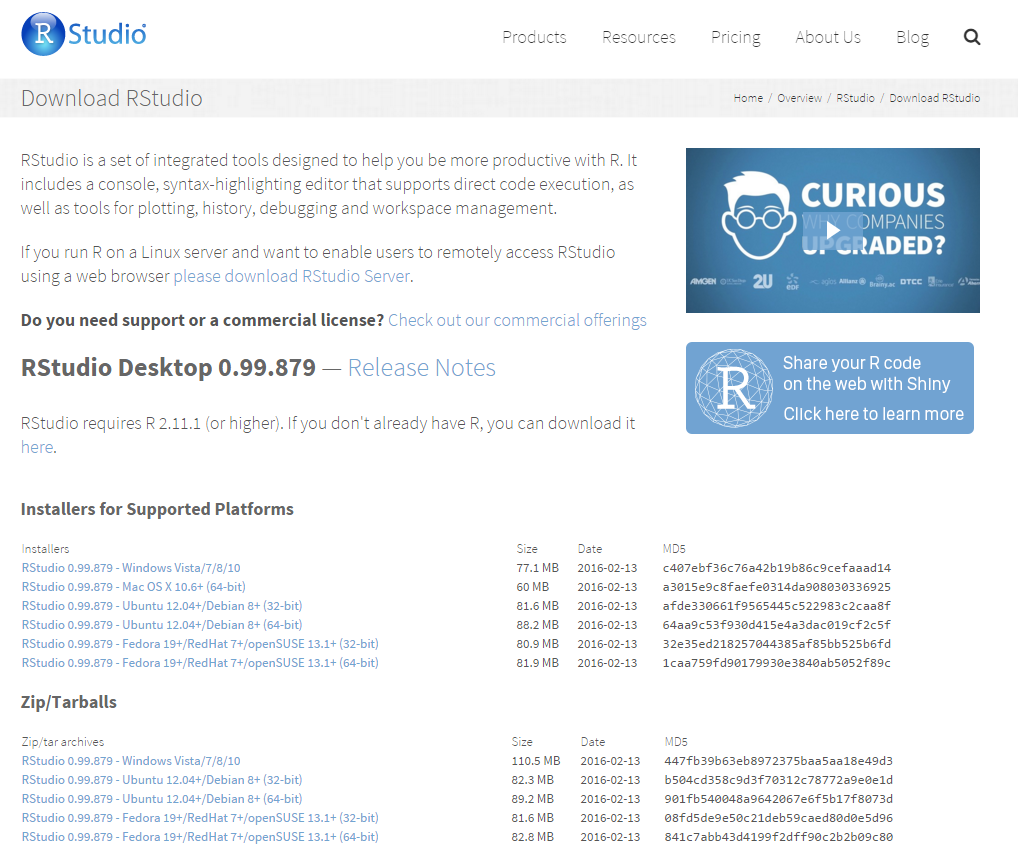 R Studio
Products Resources Pricing About Us Blog
Download RStudio
Home / Overview / RStudio / Download RStudio
RStudio is a set of integrated tools designed to help you be more productive with R. It
includes a console, syntax-highlighting editor that supports direct code execution, as
well as tools for plotting, history, debugging and workspace management.
If you run R on a Linux server and want to enable users to remotely access RStudio
using a web browser please download RStudio Server.
Do you need support or a commercial license? Check out our commercial offerings
RStudio Desktop 0.99.879 — Release Notes
RStudio requires R 2.11.1 (or higher). If you don't already have R, you can download it
here.
CURIOUS
WHY COMPANIES
UPGRADED?
AMGEN 2U EDF Allianz Brainy.ac DTCC
R
Share your R code
on the web with Shiny
Click here to learn more
Installers for Supported Platforms
Installers Size Date MD5
RStudio 0.99.879 - Windows Vista/7/8/10 77.1 MB 2016-02-13 c407ebf36c76a42b19b86c9cefaaad14
RStudio 0.99.879 - Mac OS X 10.6+ (64-bit) 60 MB 2016-02-13 a3015e9c8faefe0314da908030336925
RStudio 0.99.879 - Ubuntu 12.04+/Debian 8+ (32-bit) 81.6 MB 2016-02-13 afde330661f9565445c522983c2caa8f
RStudio 0.99.879 - Ubuntu 12.04+/Debian 8+ (64-bit) 88.2 MB 2016-02-13 64aa9c53f930d415e4a3dac019cf2c5f
RStudio 0.99.879 - Fedora 19+/RedHat 7+/openSUSE 13.1+ (32-bit) 80.9 MB 2016-02-13 32e35ed218257044385af85bb525b6fd
RStudio 0.99.879 - Fedora 19+/RedHat 7+/openSUSE 13.1+ (64-bit) 81.9 MB 2016-02-13 1caa759fd90179930e3840ab5052f89c
Zip/Tarballs
Zip/tar archives Size Date MD5
RStudio 0.99.879 - Windows Vista/7/8/10 110.5 MB 2016-02-13 447fb39b63eb8972375baa5aa18e49d3
RStudio 0.99.879 - Ubuntu 12.04+/Debian 8+ (32-bit) 82.3 MB 2016-02-13 b504cd358c9d3f70312c78772a9e0e1d
RStudio 0.99.879 - Ubuntu 12.04+/Debian 8+ (64-bit) 89.2 MB 2016-02-13 901fb540048a9642067e6f5b17f8073d
RStudio 0.99.879 - Fedora 19+/RedHat 7+/openSUSE 13.1+ (32-bit) 81.6 MB 2016-02-13 08fd5de9e50c21deb59caed80d0e5d96
RStudio 0.99.879 - Fedora 19+/RedHat 7+/openSUSE 13.1+ (64-bit) 82.8 MB 2016-02-13 841c7abb43d4199f2dff90c2b2b09c80